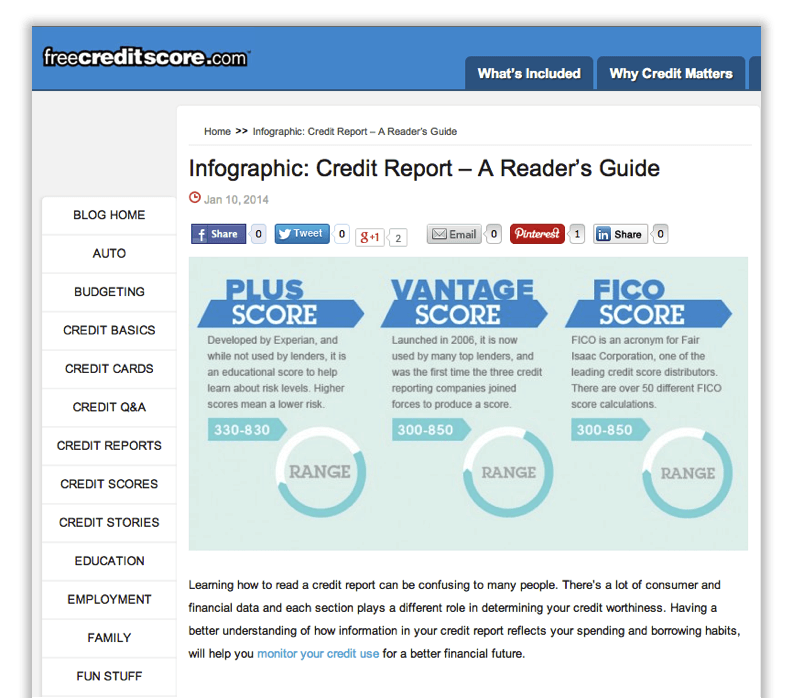 freecreditscore.com
What's Included
Why Credit Matters
Home >> Infographic: Credit Report – A Reader's Guide
Infographic: Credit Report – A Reader's Guide
Jan 10, 2014
f Share 0
Tweet 0
g+1 2
Email 0
Pinterest 1
in Share 0
BLOG HOME
AUTO
BUDGETING
CREDIT BASICS
CREDIT CARDS
CREDIT Q&A
CREDIT REPORTS
CREDIT SCORES
CREDIT STORIES
EDUCATION
EMPLOYMENT
FAMILY
FUN STUFF
PLUS
SCORE
Developed by Experian, and
while not used by lenders, it is
an educational score to help
learn about risk levels. Higher
scores mean a lower risk.
330-830
RANGE
VANTAGE
SCORE
Launched in 2006, it is now
used by many top lenders, and
was the first time the three credit
reporting companies joined
forces to produce a score.
300-850
RANGE
FICO
SCORE
FICO is an acronym for Fair
Isaac Corporation, one of the
leading credit score distributors.
There are over 50 different FICO
score calculations.
300-850
RANGE
Learning how to read a credit report can be confusing to many people. There's a lot of consumer and
financial data and each section plays a different role in determining your credit worthiness. Having a
better understanding of how information in your credit report reflects your spending and borrowing habits,
will help you monitor your credit use for a better financial future.